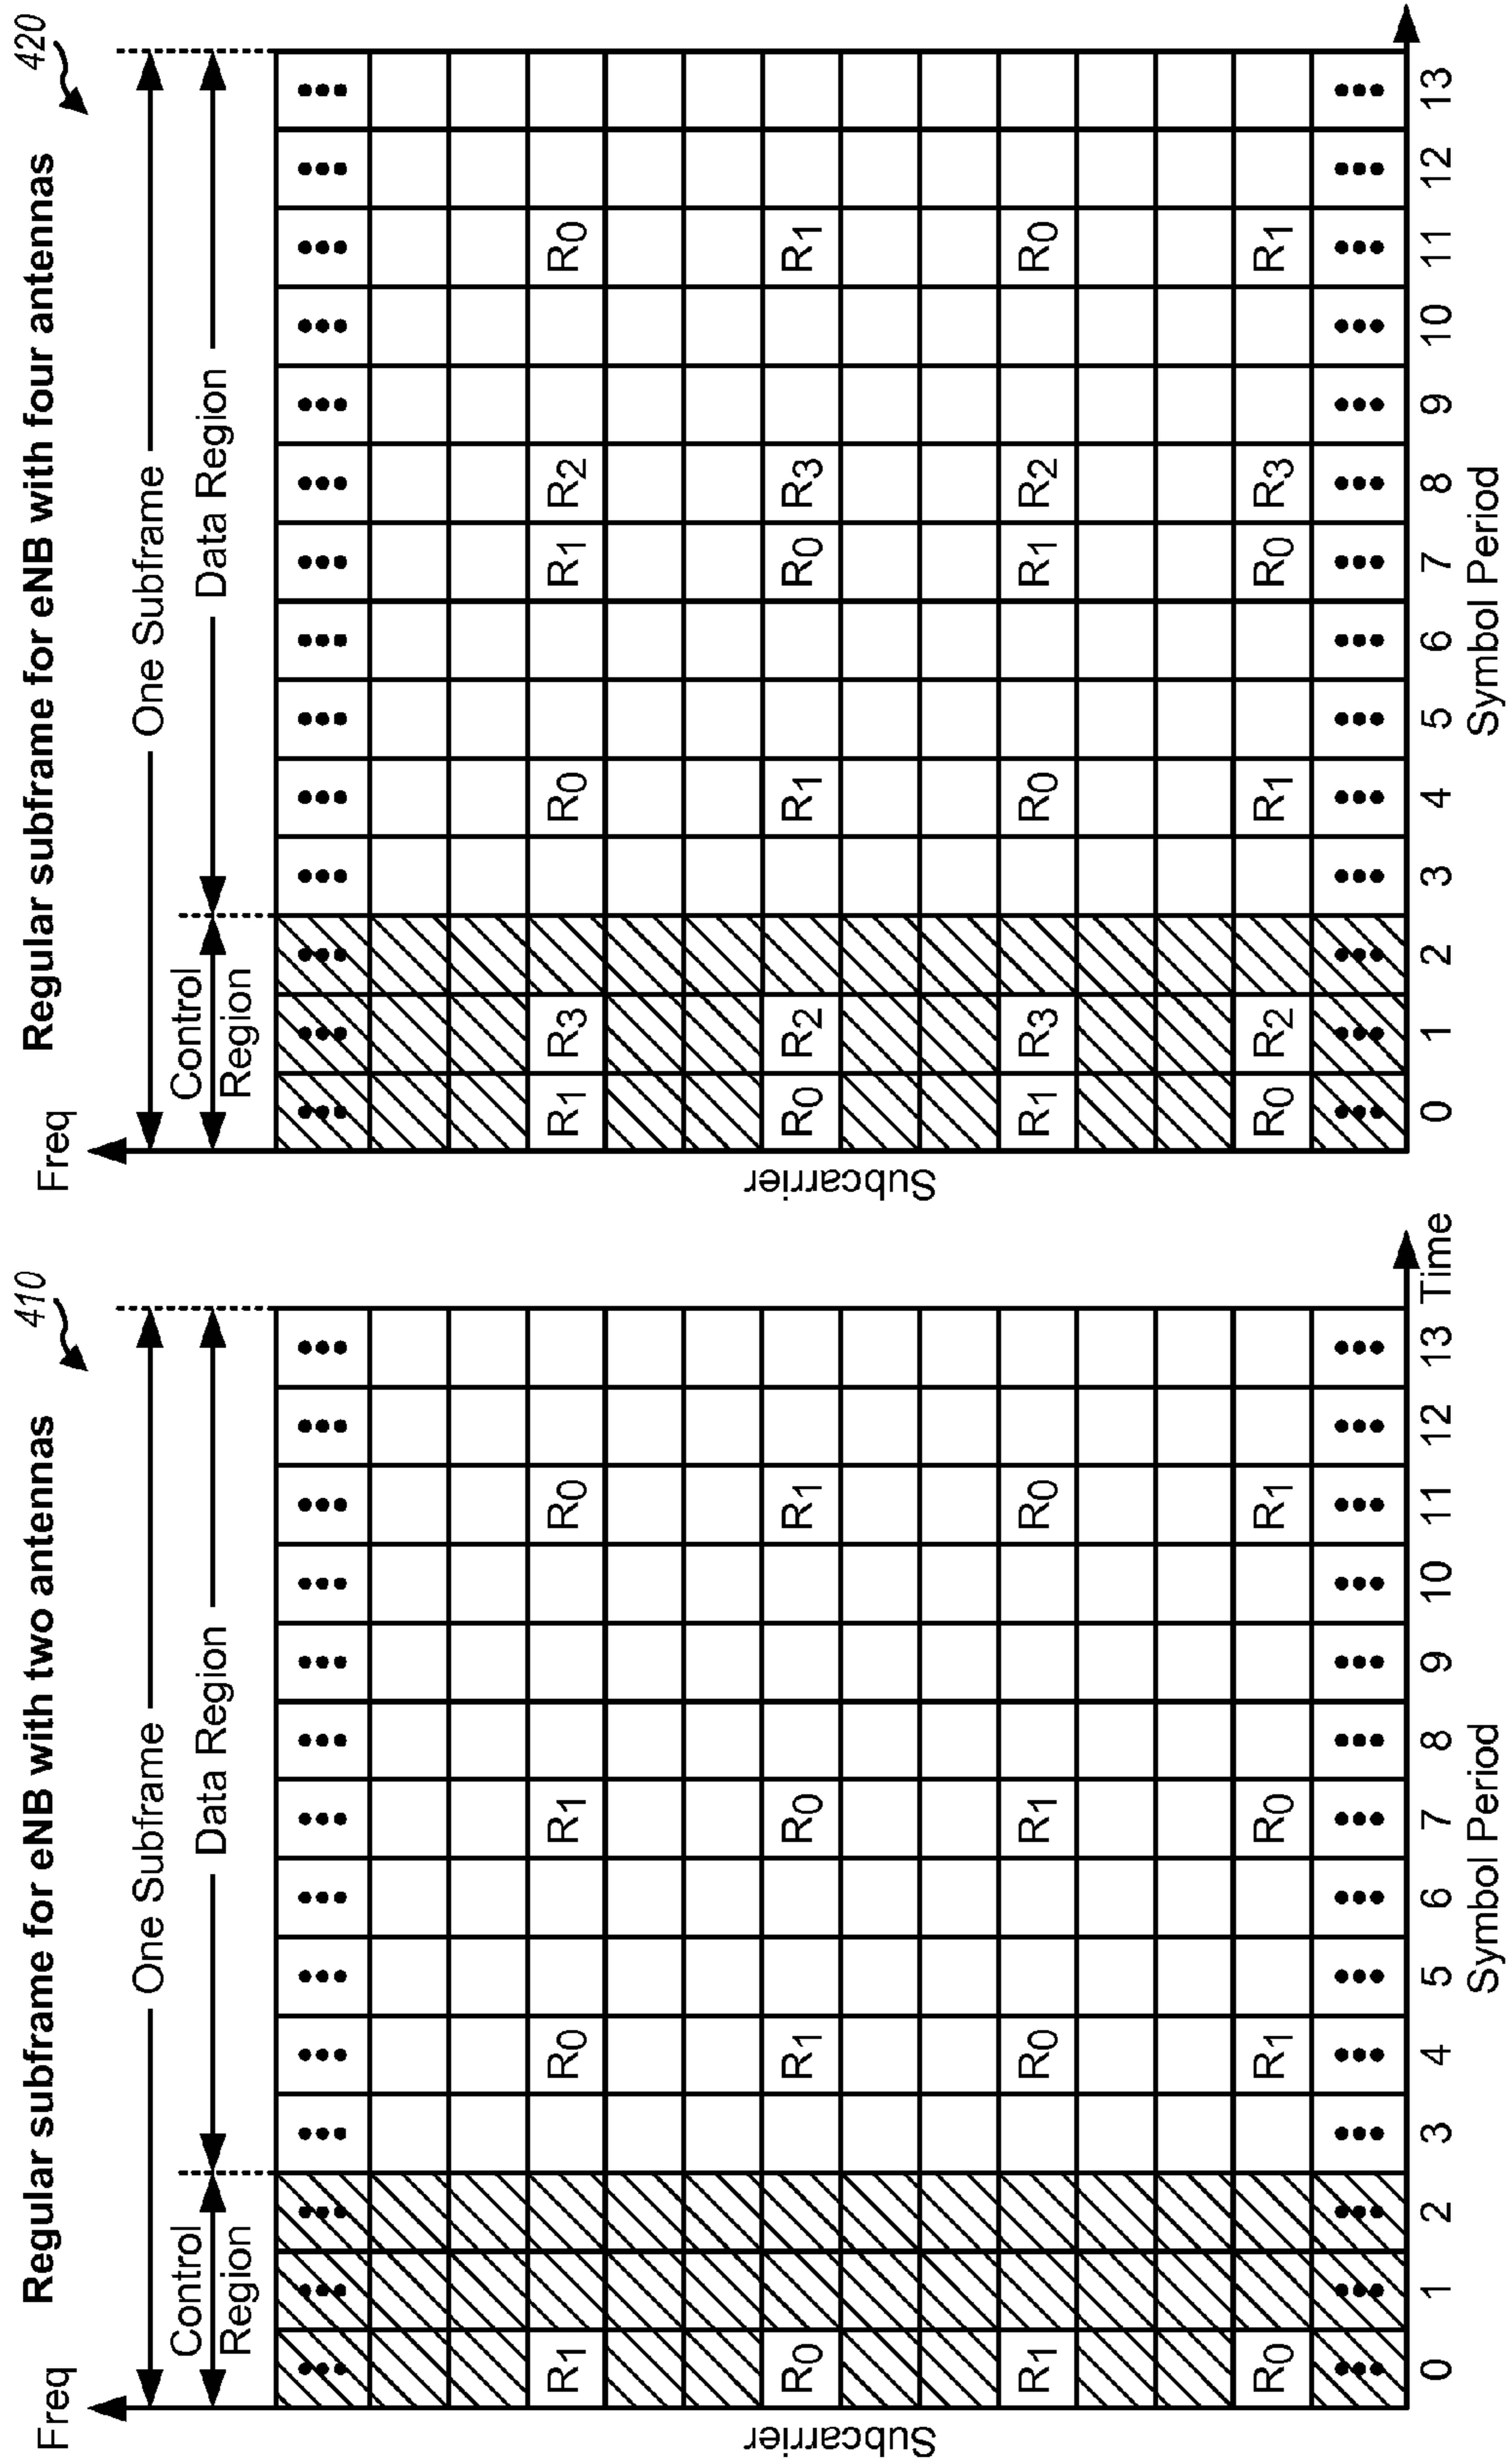 Regular subframe for eNB with two antennas
410
Freq
One Subframe
Control
Region
Data Region
Subcarrier
•••  •••  •••  •••  •••  •••  •••  •••  •••  •••  •••  •••  •••  •••
R1 R0 R1 R0
R0 R1 R0 R1
R1 R0 R1 R0
R0 R1 R0 R1
•••  •••  •••  •••  •••  •••  •••  •••  •••  •••  •••  •••  •••  •••
0 1 2 3 4 5 6 7 8 9 10 11 12 13 Time
Symbol Period
Regular subframe for eNB with four antennas
420
Freq
One Subframe
Control
Region
Data Region
Subcarrier
•••  •••  •••  •••  •••  •••  •••  •••  •••  •••  •••  •••  •••  •••
R1 R3 R0 R1 R2 R0
R0 R2 R1 R0 R3 R1
R1 R3 R0 R1 R2 R0
R0 R2 R1 R0 R3 R1
•••  •••  •••  •••  •••  •••  •••  •••  •••  •••  •••  •••  •••  •••
0 1 2 3 4 5 6 7 8 9 10 11 12 13
Symbol Period